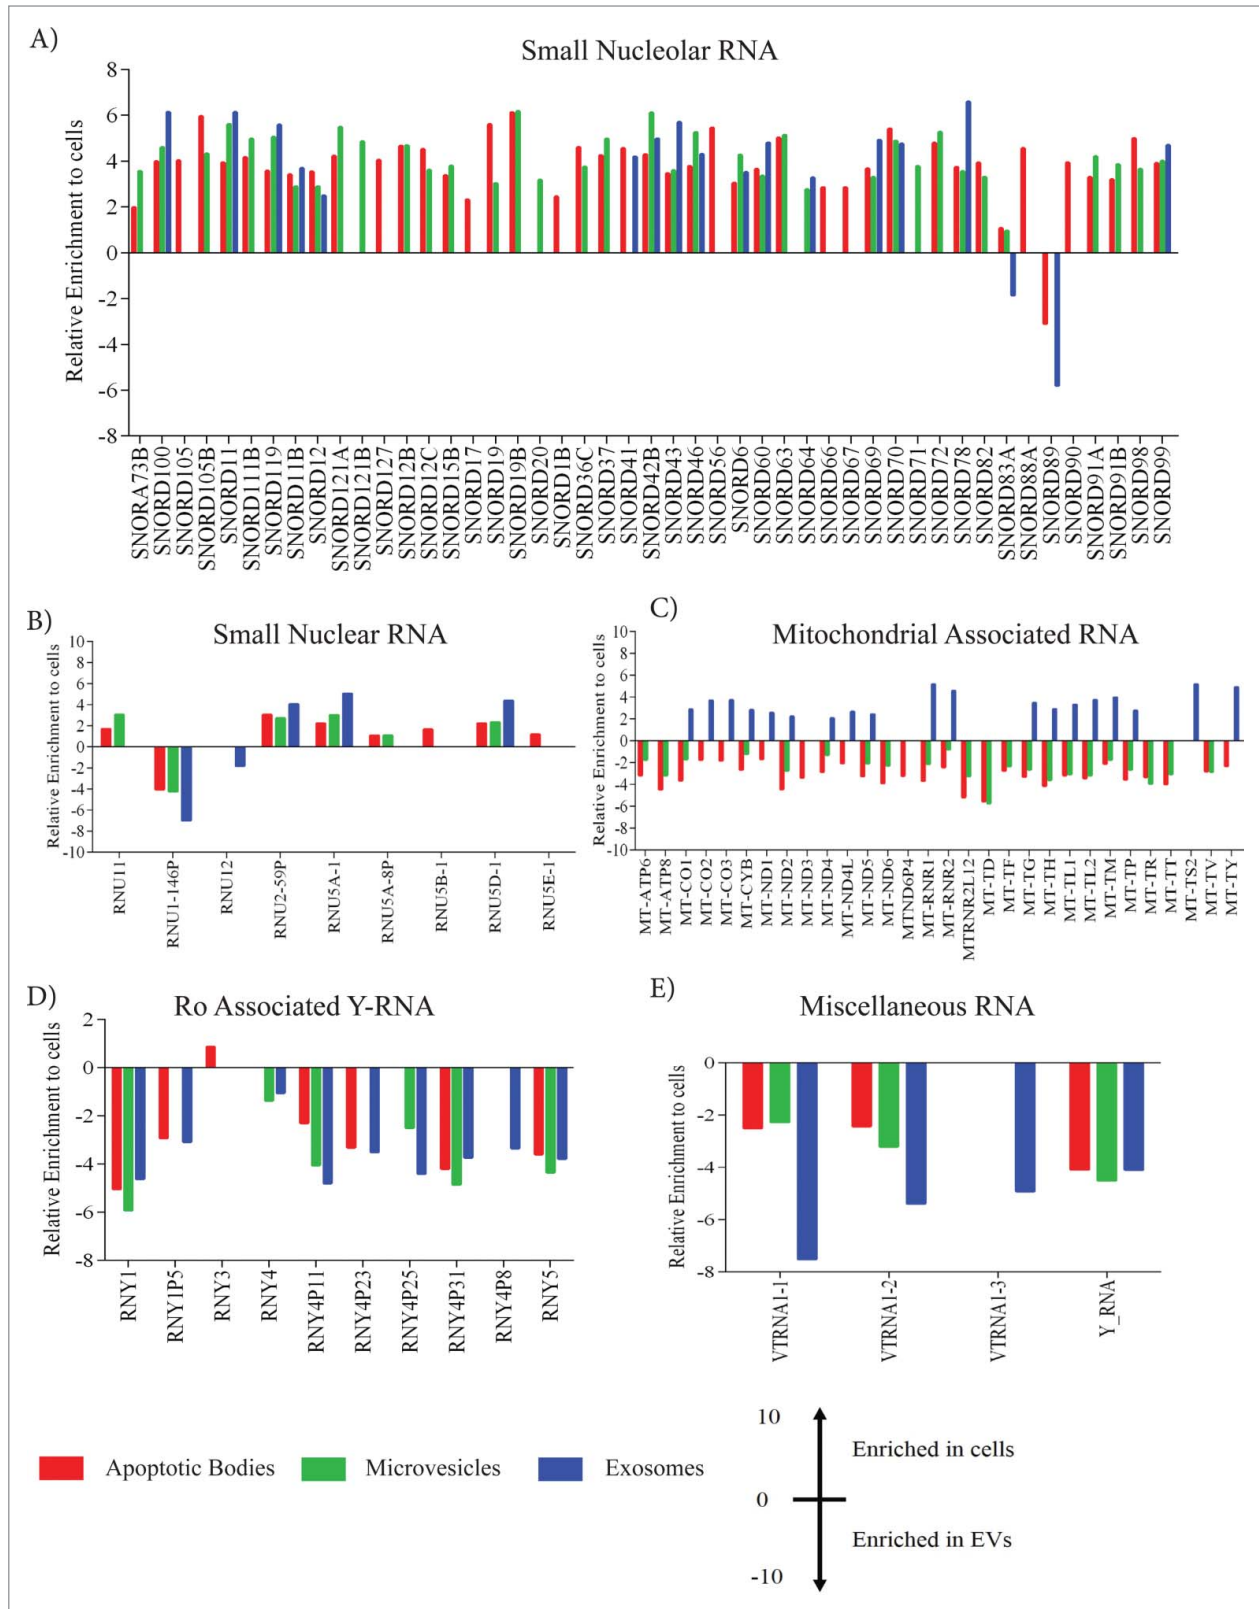 A)
Small Nucleolar RNA
Relative Enrichment to cells
8
6
4
2
0
-2
-4
-6
-8
SNORA73B
SNORD100
SNORD105
SNORD105B
SNORD11
SNORD111B
SNORD119
SNORD11B
SNORD12
SNORD121A
SNORD121B
SNORD127
SNORD12B
SNORD12C
SNORD15B
SNORD17
SNORD19
SNORD19B
SNORD20
SNORD1B
SNORD36C
SNORD37
SNORD41
SNORD42B
SNORD43
SNORD46
SNORD56
SNORD6
SNORD60
SNORD63
SNORD64
SNORD66
SNORD67
SNORD69
SNORD70
SNORD71
SNORD72
SNORD78
SNORD82
SNORD83A
SNORD88A
SNORD89
SNORD90
SNORD91A
SNORD91B
SNORD98
SNORD99
B)
Small Nuclear RNA
Relative Enrichment to cells
10
8
6
4
2
0
-2
-4
-6
-8
-10
RNU11
RNU1-146P
RNU12
RNU2-59P
RNU5A-1
RNU5A-8P
RNU5B-1
RNU5D-1
RNU5E-1
C)
Mitochondrial Associated RNA
Relative Enrichment to cells
10
8
6
4
2
0
-2
-4
-6
-8
-10
MT-ATP6
MT-ATP8
MT-CO1
MT-CO2
MT-CO3
MT-CYB
MT-ND1
MT-ND2
MT-ND3
MT-ND4
MT-ND4L
MT-ND5
MT-ND6
MTND6P4
MT-RNR1
MT-RNR2
MTRNR2L12
MT-TD
MT-TF
MT-TG
MT-TH
MT-TL1
MT-TL2
MT-TM
MT-TP
MT-TR
MT-TT
MT-TS2
MT-TV
MT-TY
D)
Ro Associated Y-RNA
Relative Enrichment to cells
2
0
-2
-4
-6
-8
RNY1
RNY1P5
RNY3
RNY4
RNY4P11
RNY4P23
RNY4P25
RNY4P31
RNY4P8
RNY5
E)
Miscellaneous RNA
Relative Enrichment to cells
0
-2
-4
-6
-8
VTRNA1-1
VTRNA1-2
VTRNA1-3
Y_RNA
Apoptotic Bodies
Microvesicles
Exosomes
10
Enriched in cells
0
Enriched in EVs
-10